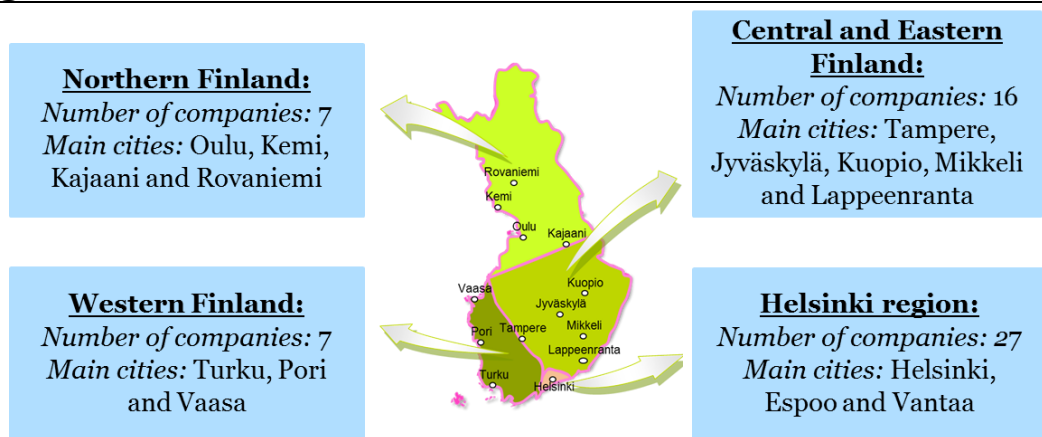 Northern Finland:
Number of companies: 7
Main cities: Oulu, Kemi,
Kajaani and Rovaniemi
Central and Eastern
Finland:
Number of companies: 16
Main cities: Tampere,
Jyväskylä, Kuopio, Mikkeli
and Lappeenranta
Western Finland:
Number of companies: 7
Main cities: Turku, Pori
and Vaasa
Helsinki region:
Number of companies: 27
Main cities: Helsinki,
Espoo and Vantaa
Rovaniemi
Kemi
Oulu
Kajaani
Vaasa
Kuopio
Jyväskylä
Pori
Tampere
Mikkeli
Lappeenranta
Turku
Helsinki